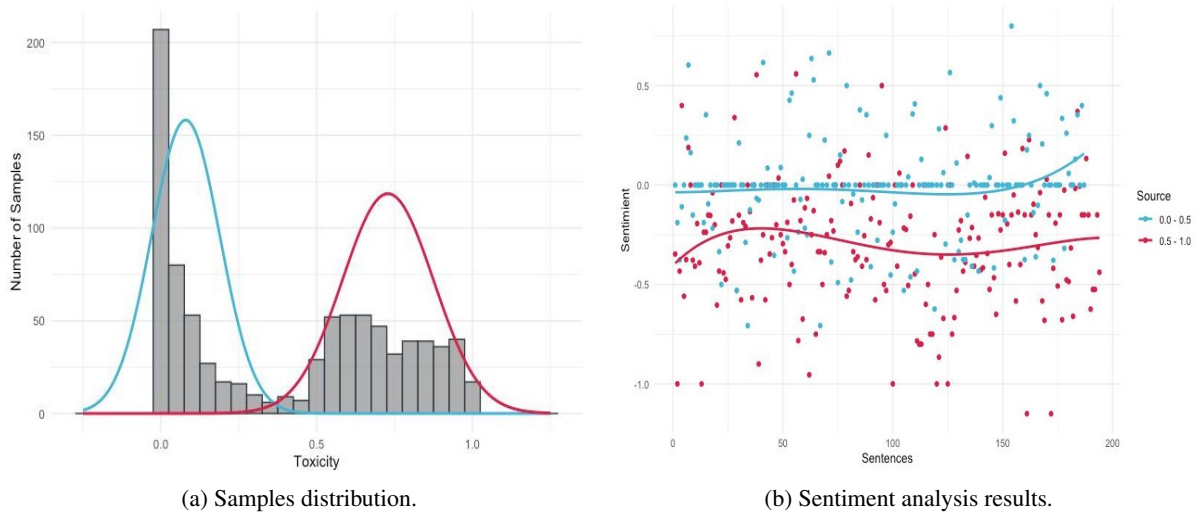 200
150
100
50
0
Number of Samples
0.0 0.5 1.0
Toxicity
(a) Samples distribution.
0.5
0.0
-0.5
-1.0
Sentimient
0 50 100 150 200
Sentences
Source
0.0 - 0.5
0.5 - 1.0
(b) Sentiment analysis results.